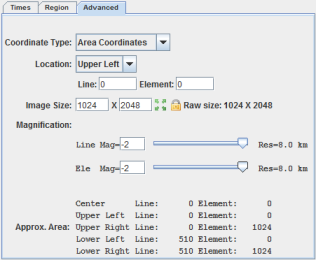 Times Region Advanced
Coordinate Type: Area Coordinates
Location: Upper Left
Line: 0 Element: 0
Image Size: 1024 X 2048 Raw size: 1024 X 2048
Magnification:
Line Mag=-2 Res=8.0 km
Ele Mag=-2 Res=8.0 km
Center Line: 0 Element: 0
Upper Left Line: 0 Element: 0
Approx. Area: Upper Right Line: 0 Element: 1024
Lower Left Line: 510 Element: 0
Lower Right Line: 510 Element: 1024